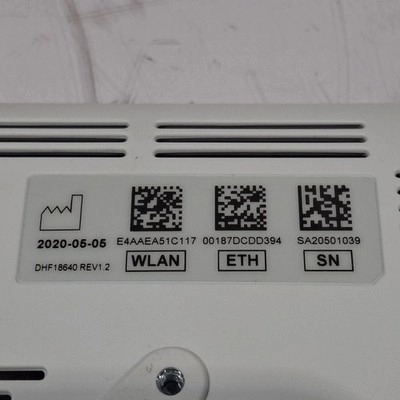 2020-05-05 E4AAEA51C117 00187DCDD394 SA20501039
DHF18640 REV1.2 WLAN ETH SN